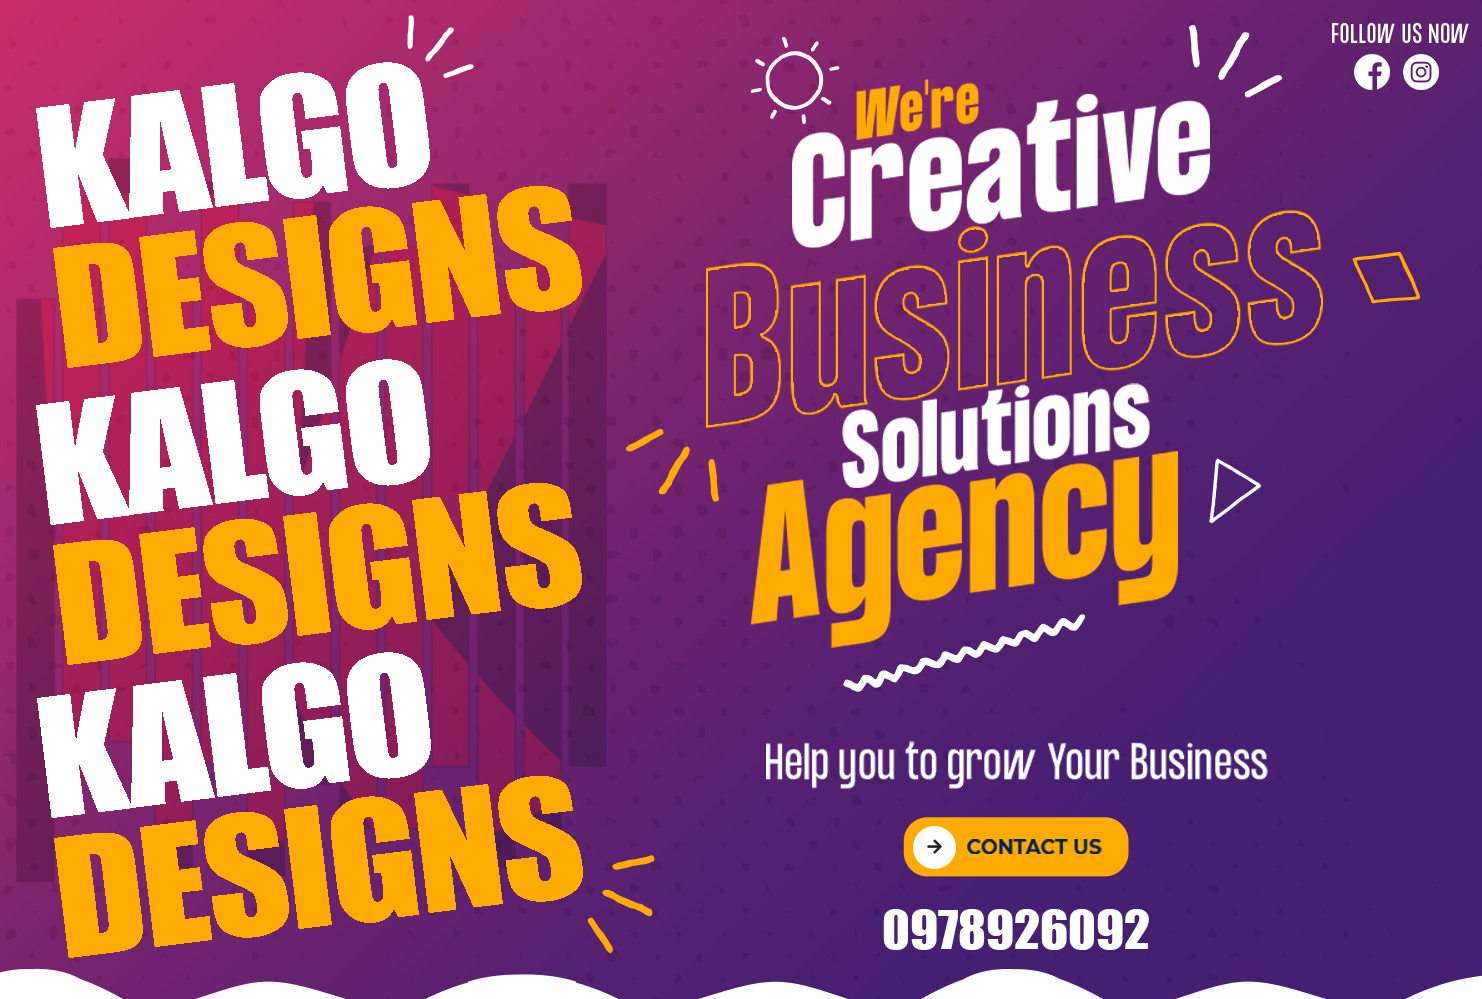 KALGO
DESIGNS
KALGO
DESIGNS
KALGO
DESIGNS
FOLLOW US NOW
We're
Creative
Business
Solutions
Agency
Help you to grow Your Business
CONTACT US
0978926092